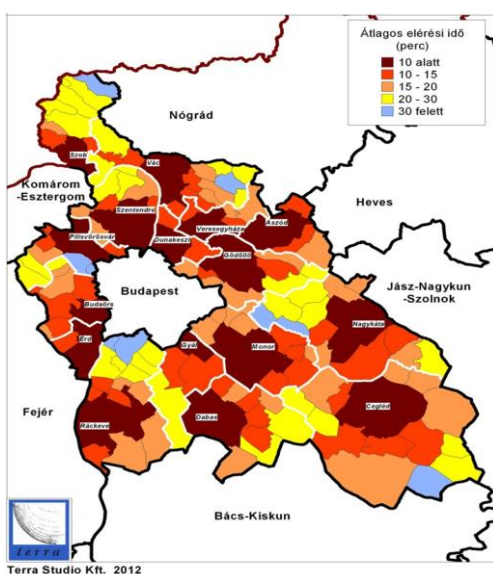 Átlagos elérési idő
(perc)
10 alatt
10 - 15
15 - 20
20 - 30
30 felett
Nógrád
Szob
Vác
Komárom
-Esztergom
Heves
Szentendre
Aszód
Veresegyháza
Pilisvörösvár
Dunakeszi
Gödöllő
Budapest
Jász-Nagykun
-Szolnok
Budaörs
Nagykáta
Érd
Gyál
Monor
Fejér
Cegléd
Ráckeve
Dabas
Bács-Kiskun
terra
Terra Studio Kft. 2012